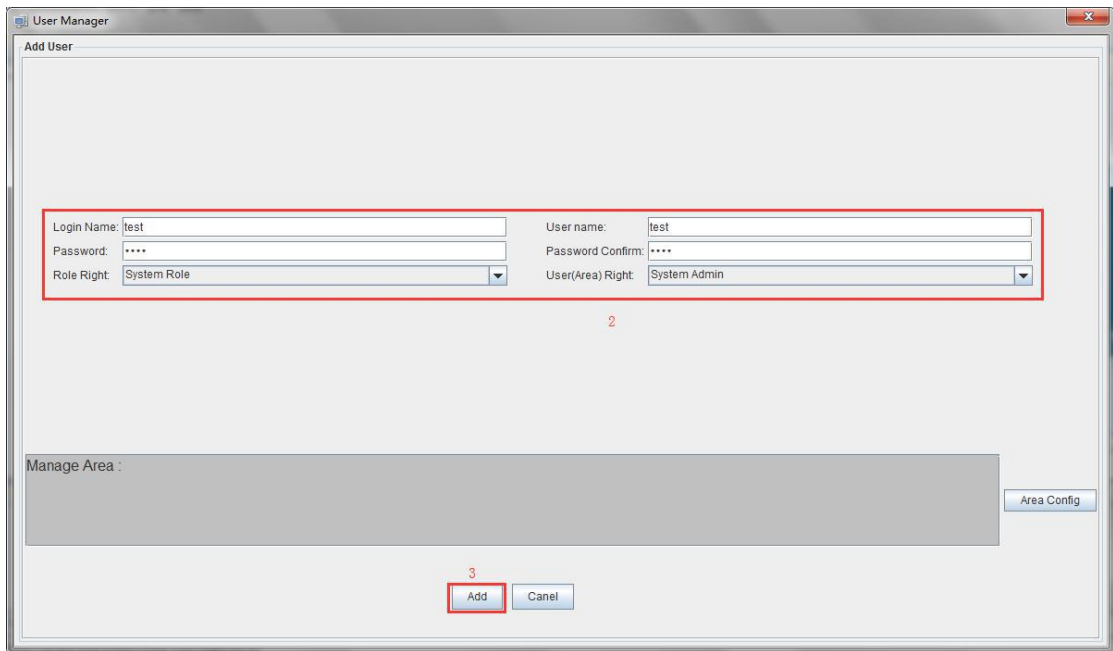 User Manager
Add User
Login Name: test User name: test
Password: •••• Password Confirm: ••••
Role Right: System Role User(Area) Right: System Admin
2
Manage Area :
Area Config
3
Add Canel